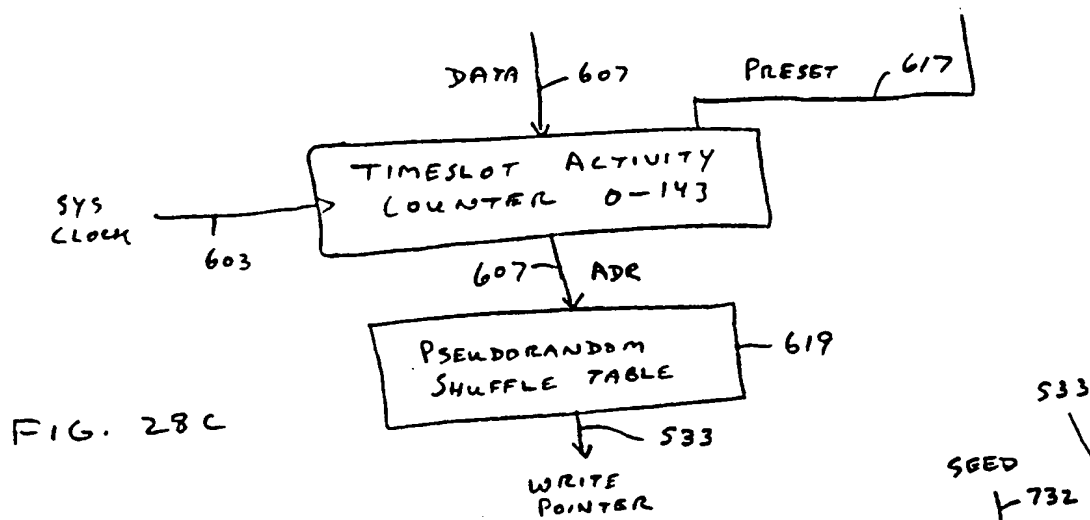 DATA 607
PRESET 617
TIMESLOT ACTIVITY
COUNTER 0-143
SYS
CLOCK
603
607 ADR
PSEUDORANDOM
SHUFFLE TABLE
619
FIG. 28C
533
WRITE
POINTER
533
SEED
732